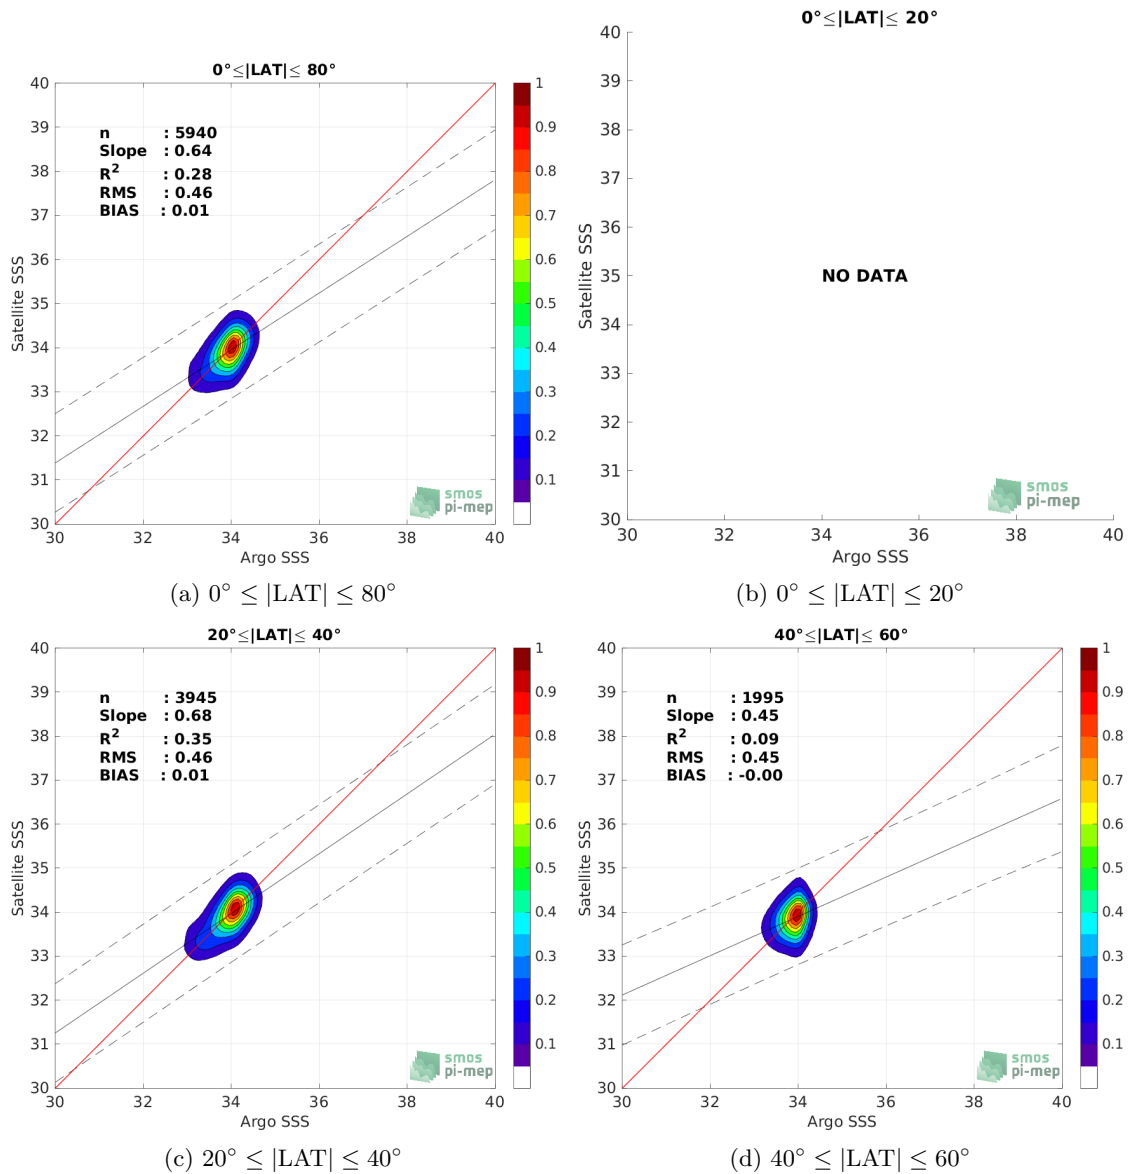 0°≤|LAT|≤ 80°
40
39
38
37
36
35
34
33
32
31
30
Satellite SSS
n : 5940
Slope : 0.64
R² : 0.28
RMS : 0.46
BIAS : 0.01
30 32 34 36 38 40
Argo SSS
1
0.9
0.8
0.7
0.6
0.5
0.4
0.3
0.2
0.1
smos
pi-mep
(a) 0° ≤ |LAT| ≤ 80°
0°≤|LAT|≤ 20°
40
39
38
37
36
35
34
33
32
31
30
Satellite SSS
NO DATA
30 32 34 36 38 40
Argo SSS
smos
pi-mep
(b) 0° ≤ |LAT| ≤ 20°
20°≤|LAT|≤ 40°
40
39
38
37
36
35
34
33
32
31
30
Satellite SSS
n : 3945
Slope : 0.68
R² : 0.35
RMS : 0.46
BIAS : 0.01
30 32 34 36 38 40
Argo SSS
1
0.9
0.8
0.7
0.6
0.5
0.4
0.3
0.2
0.1
smos
pi-mep
(c) 20° ≤ |LAT| ≤ 40°
40°≤|LAT|≤ 60°
40
39
38
37
36
35
34
33
32
31
30
Satellite SSS
n : 1995
Slope : 0.45
R² : 0.09
RMS : 0.45
BIAS : -0.00
30 32 34 36 38 40
Argo SSS
1
0.9
0.8
0.7
0.6
0.5
0.4
0.3
0.2
0.1
smos
pi-mep
(d) 40° ≤ |LAT| ≤ 60°